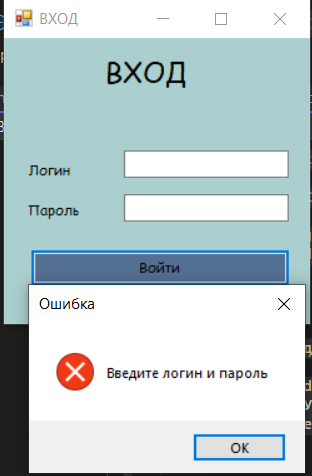 ВХОД
ВХОД
Логин
Пароль
Войти
Ошибка
Введите логин и пароль
OK